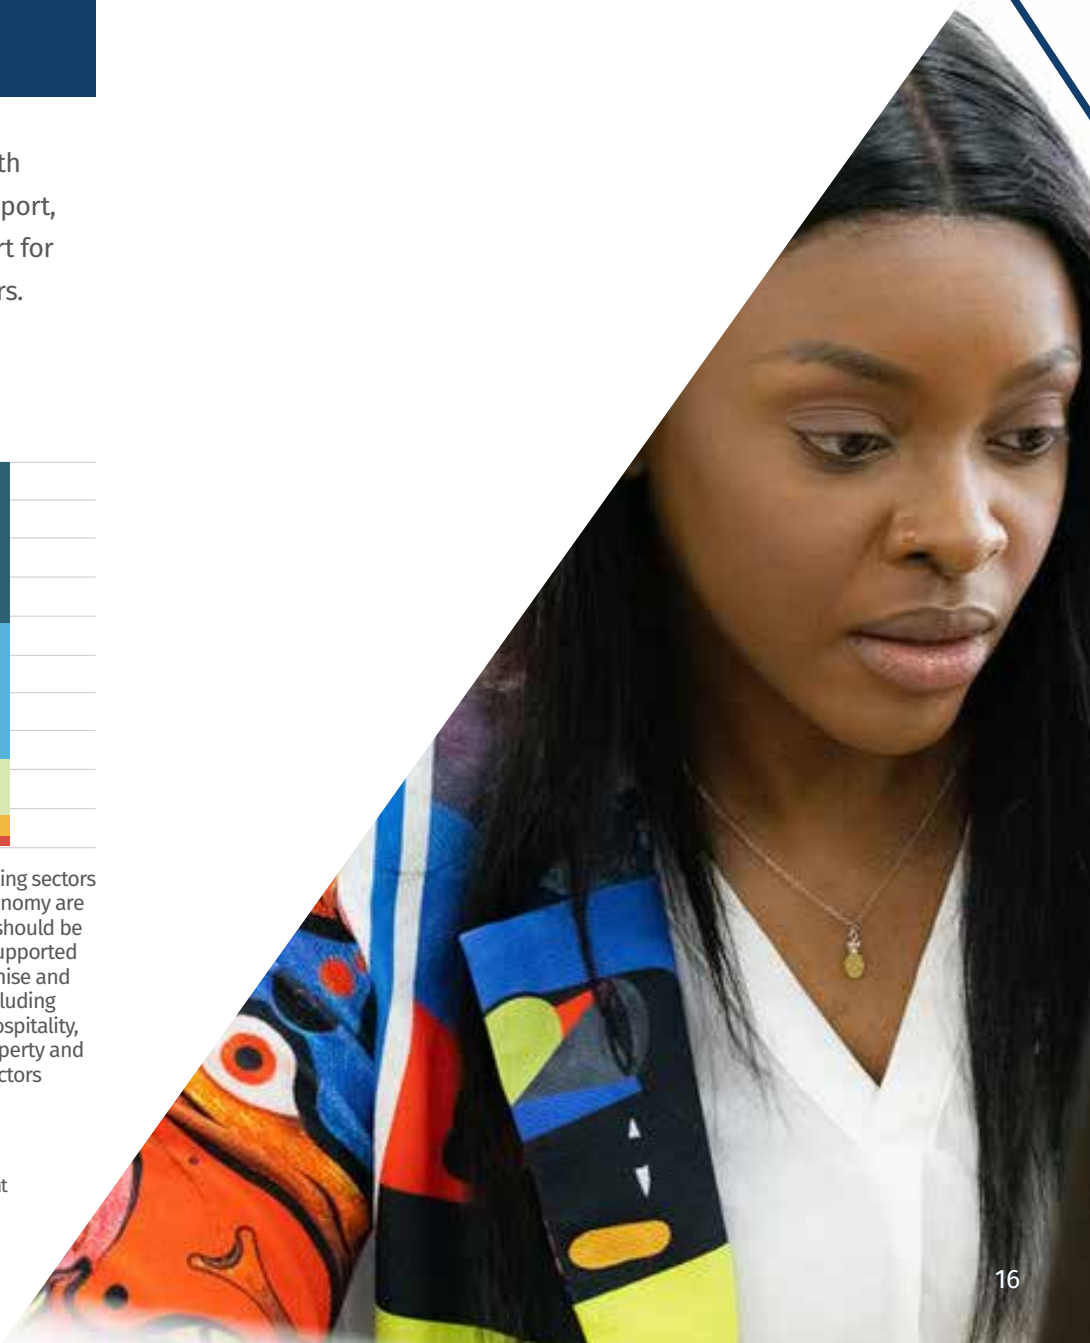 th
port,
rt for
rs.
ing sectors
nomy are
should be
upported
nise and
luding
ospitality,
perty and
ctors
nt
16